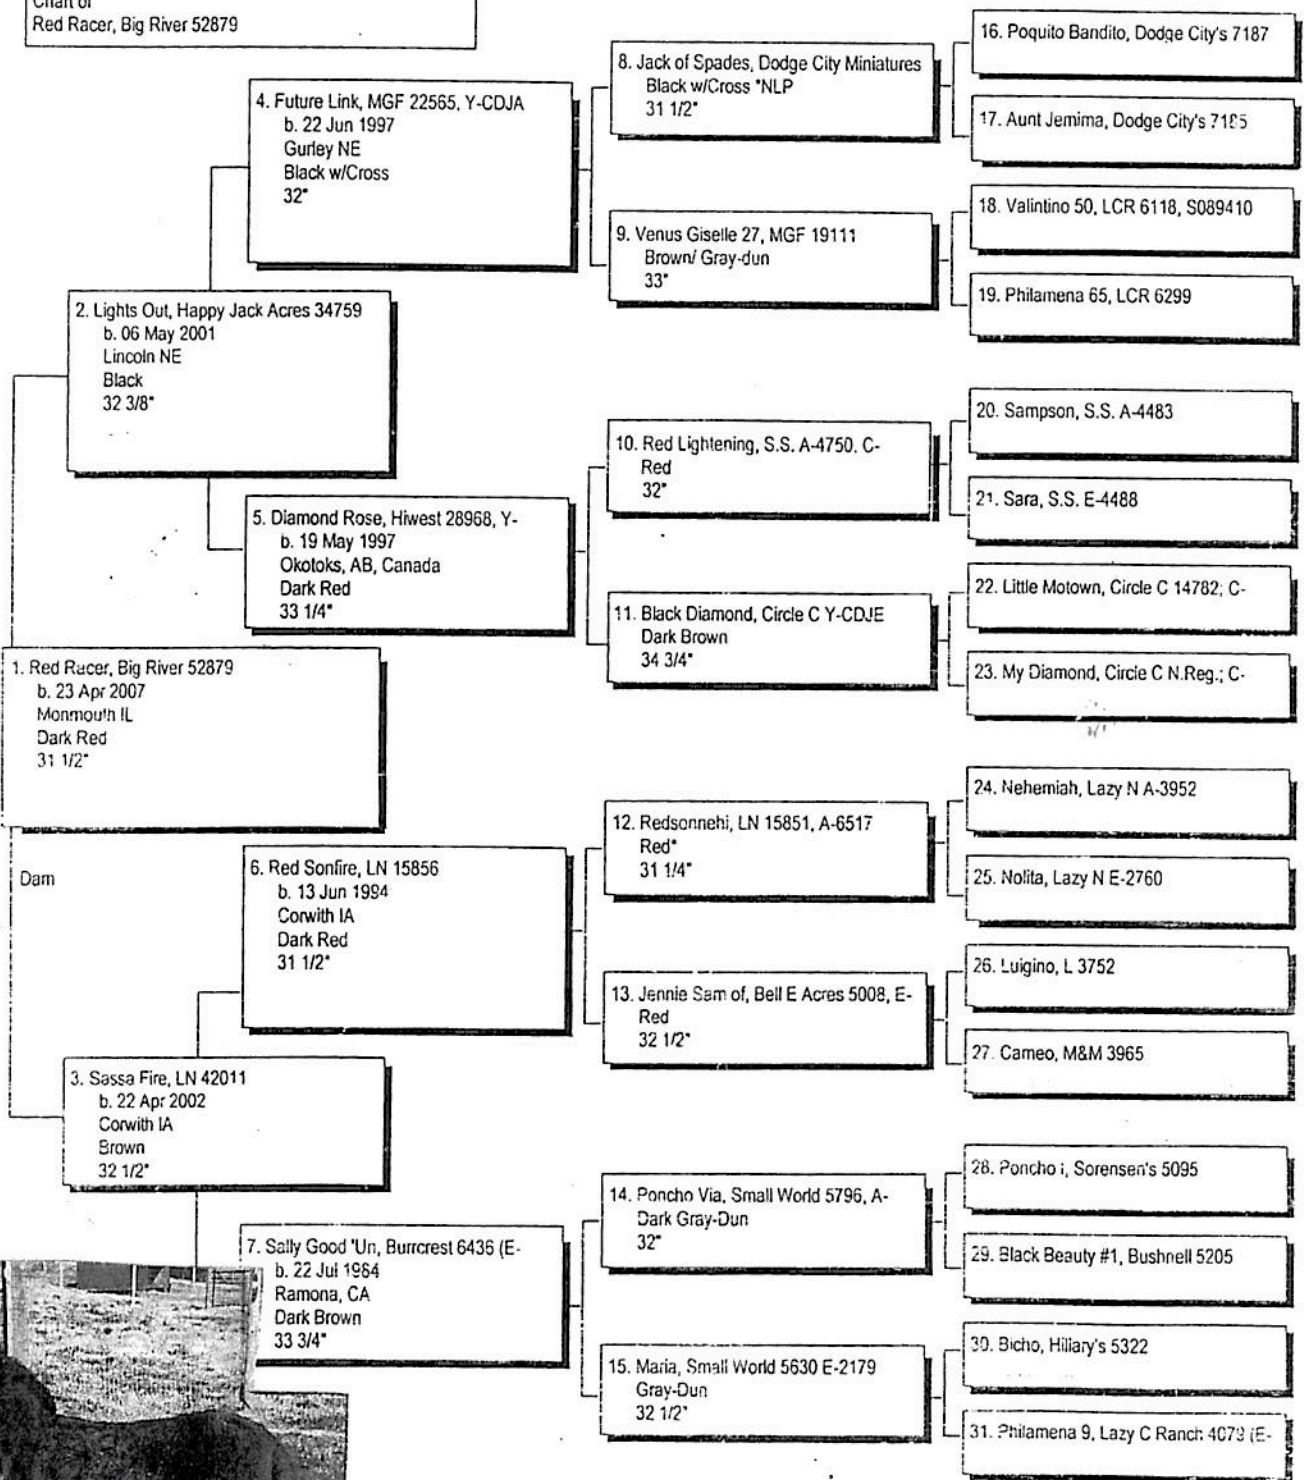 Chart of
Red Racer, Big River 52879
16. Poquito Bandito, Dodge City's 7187
8. Jack of Spades, Dodge City Miniatures
Black w/Cross *NLP
31 1/2"
17. Aunt Jemima, Dodge City's
4. Future Link, MGF 22565, Y-CDJA
b. 22 Jun 1997
Gurley NE
Black w/Cross
32"
18. Valintino 50, LCR 6118, S089410
9. Venus Giselle 27, MGF 19111
Brown/ Gray-dun
33"
19. Philamena 65, LCR 6299
2. Lights Out, Happy Jack Acres 34759
b. 06 May 2001
Lincoln NE
Black
32 3/8"
20. Sampson, S.S. A-4483
10. Red Lightening, S.S. A-4750, C-
Red
32"
21. Sara, S.S. E-4488
5. Diamond Rose, Hiwest 28968, Y-
b. 19 May 1997
Okotoks, AB, Canada
Dark Red
33 1/4"
22. Little Motown, Circle C 14782; C-
11. Black Diamond, Circle C Y-CDJE
Dark Brown
34 3/4"
23. My Diamond, Circle C N.Reg.; C-
1. Red Racer, Big River 52879
b. 23 Apr 2007
Monmouth IL
Dark Red
31 1/2"
24. Nehemiah, Lazy N A-3952
12. Redsonnehi, LN 15851, A-6517
Red*
31 1/4"
25. Nolita, Lazy N E-2760
Dam
6. Red Sonfire, LN 15856
b. 13 Jun 1994
Corwith IA
Dark Red
31 1/2"
26. Luigino, L 3752
13. Jennie Sam of, Bell E Acres 5008, E-
Red
32 1/2"
27. Cameo, M&M 3965
3. Sassa Fire, LN 42011
b. 22 Apr 2002
Corwith IA
Brown
32 1/2"
28. Poncho I, Sorensen's 5095
14. Poncho Via, Small World 5796, A-
Dark Gray-Dun
32"
29. Black Beauty #1, Bushnell 5205
7. Sally Good 'Un, Burrcrest 6436 (E-
b. 22 Jul 1984
Ramona, CA
Dark Brown
33 3/4"
30. Bicho, Hiliary's 5322
15. Maria, Small World 5630 E-2179
Gray-Dun
32 1/2"
31. Philamena 9, Lazy C Ranch 4079 (E-